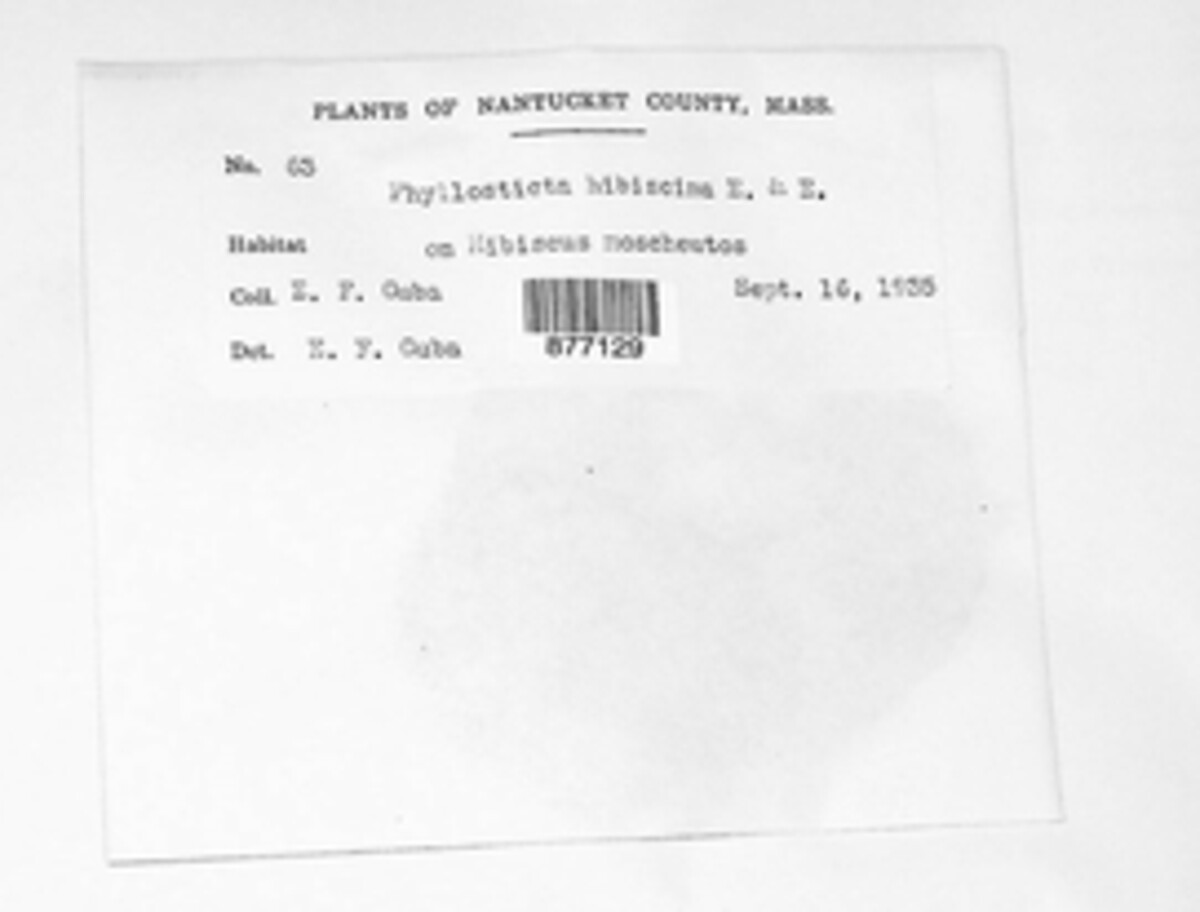 PLANTS OF NANTUCKET COUNTY, MASS.
No. 63
Phyllosticta hibiscina E. & E.
Habitat on Hibiscus moscheutos
Coll. E. F. Guba Sept. 16, 1935
Det. E. F. Guba
877129